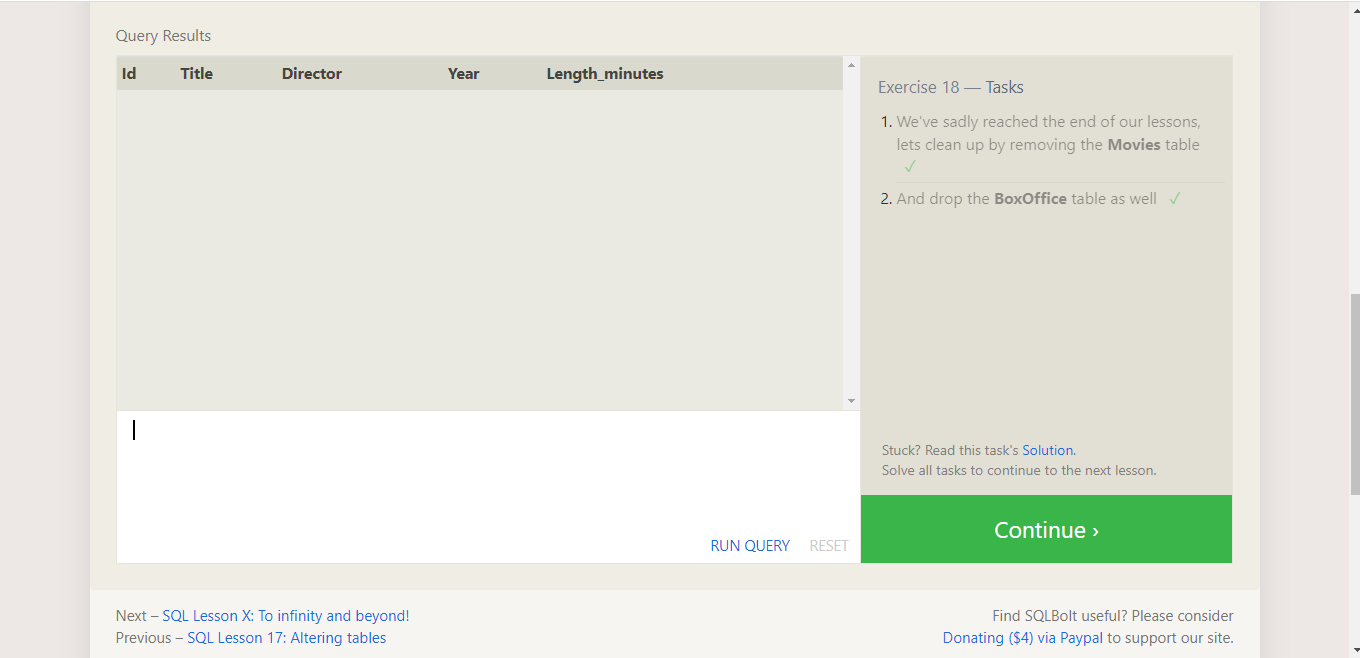 Query Results
Id Title Director Year Length_minutes
Exercise 18 — Tasks
1. We've sadly reached the end of our lessons,
lets clean up by removing the Movies table
✓
2. And drop the BoxOffice table as well ✓
Stuck? Read this task's Solution.
Solve all tasks to continue to the next lesson.
RUN QUERY RESET
Continue ›
Next – SQL Lesson X: To infinity and beyond!
Previous – SQL Lesson 17: Altering tables
Find SQLBolt useful? Please consider
Donating ($4) via Paypal to support our site.